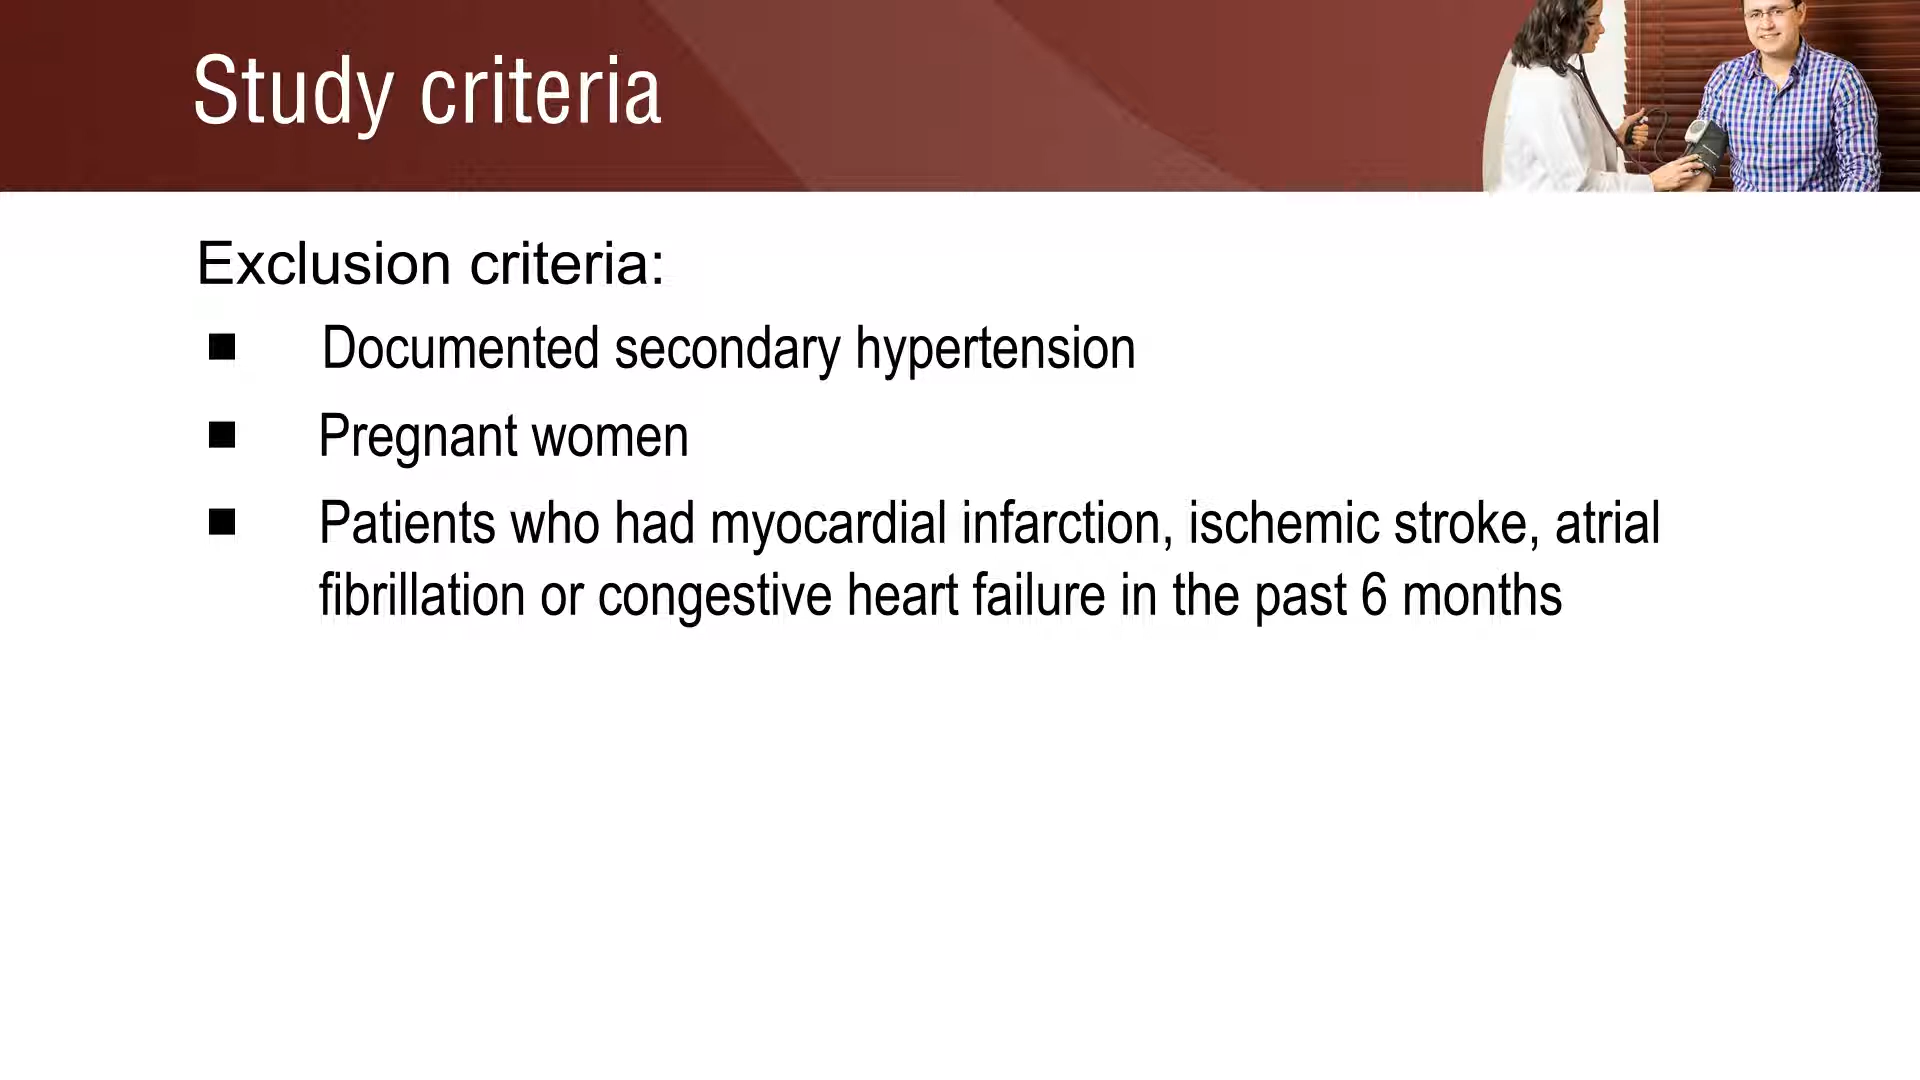 Study criteria
Exclusion criteria:
■ Documented secondary hypertension
■ Pregnant women
■ Patients who had myocardial infarction, ischemic stroke, atrial
fibrillation or congestive heart failure in the past 6 months